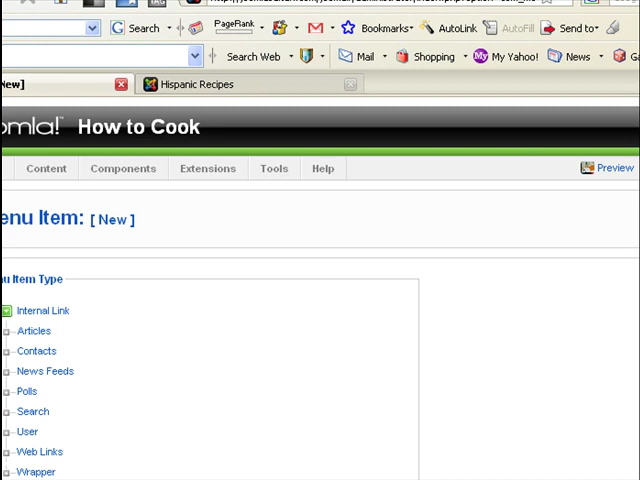 Search PageRank Bookmarks AutoLink AutoFill Send to
Search Web Mail Shopping My Yahoo! News
New] Hispanic Recipes
omla! How to Cook
Content Components Extensions Tools Help Preview
enu Item: [ New ]
nu Item Type
Internal Link
Articles
Contacts
News Feeds
Polls
Search
User
Web Links
Wrapper